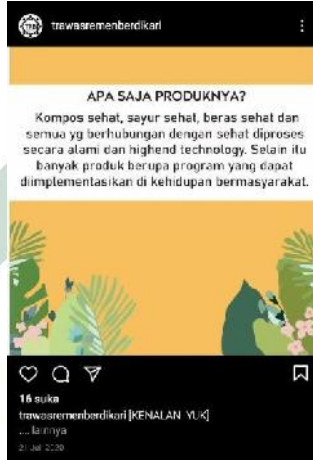 trawasremenberdikari
APA SAJA PRODUKNYA?
Kompos sehat, sayur sehat, beras sehat dan
semua yg berhubungan dengan sehat diproses
secara alami dan highend technology. Selain itu
banyak produk berupa program yang dapat
diimplementasikan di kehidupan bermasyarakat.
16 suka
trawasremenberdikari [KENALAN YUK]
.... lainnya
21 Jul 2020